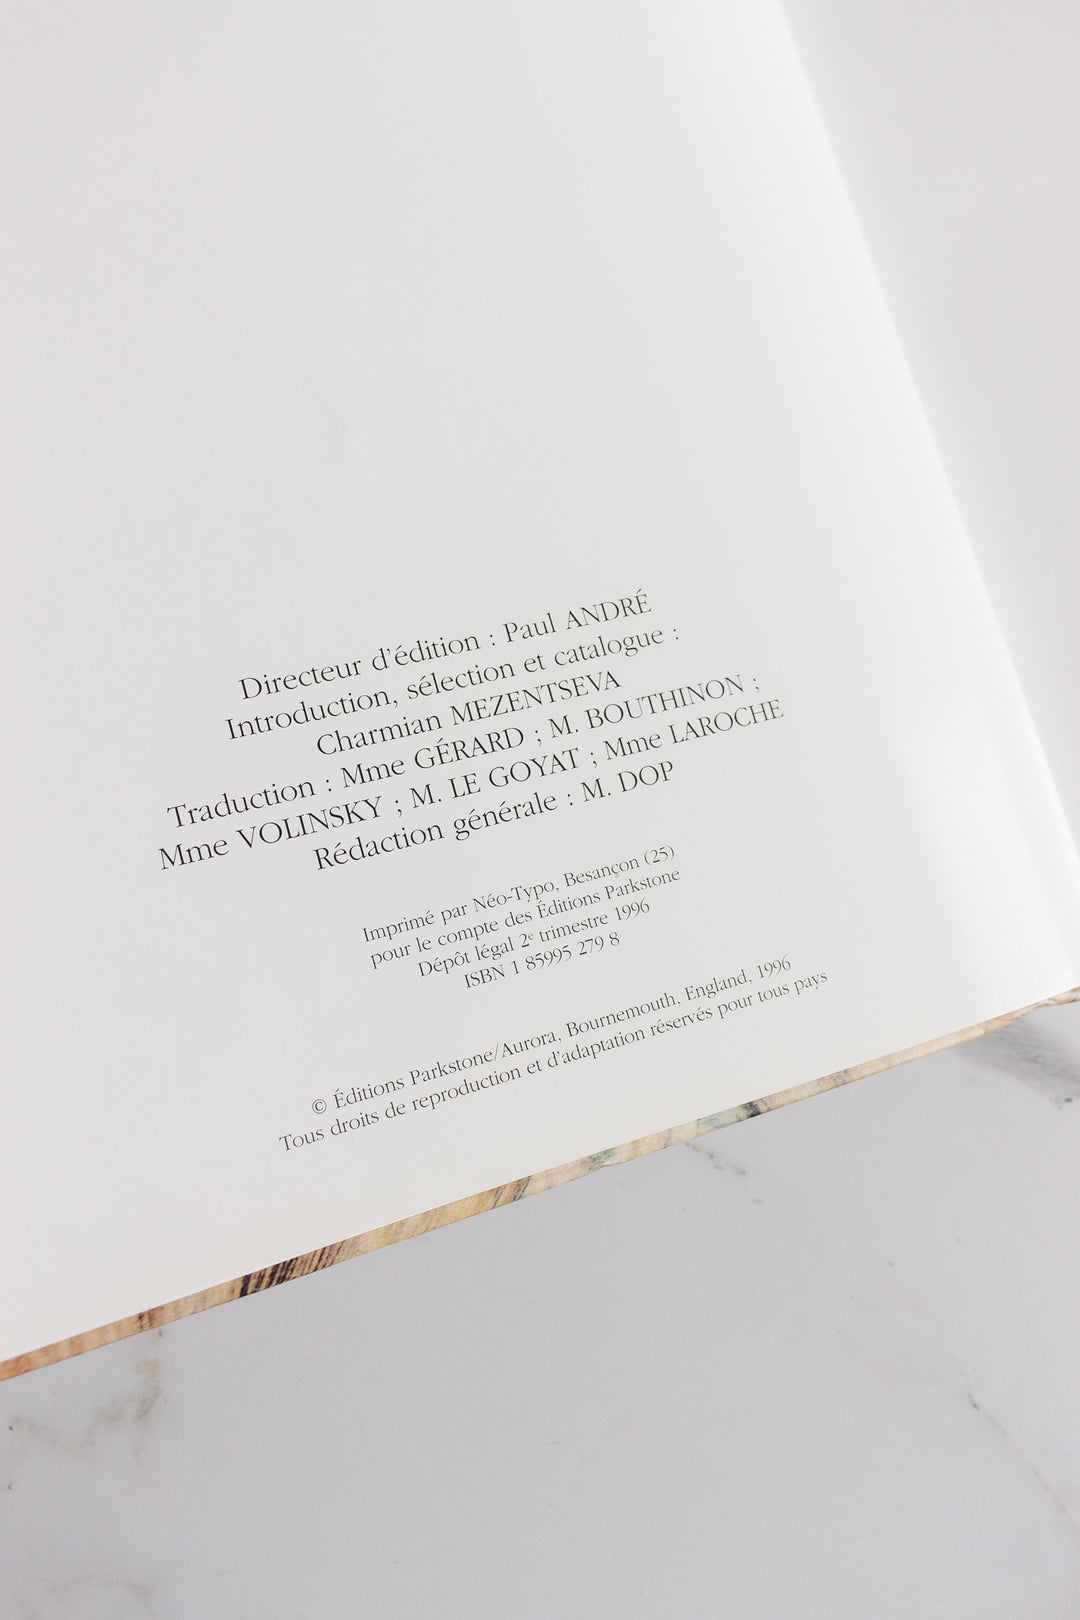 Directeur d'édition : Paul ANDRÉ
Introduction, sélection et catalogue :
Charmian MEZENTSEVA
Traduction : Mme GÉRARD ; M. BOUTHINON ;
Mme VOLINSKY ; M. LE GOYAT ; Mme LAROCHE
Rédaction générale : M. DOP
Imprimé par Néo-Typo, Besançon (25)
pour le compte des Éditions Parkstone
Dépôt légal 2e trimestre 1996
ISBN 1 85995 279 8
© Éditions Parkstone/Aurora, Bournemouth, England, 1996
Tous droits de reproduction et d'adaptation réservés pour tous pays